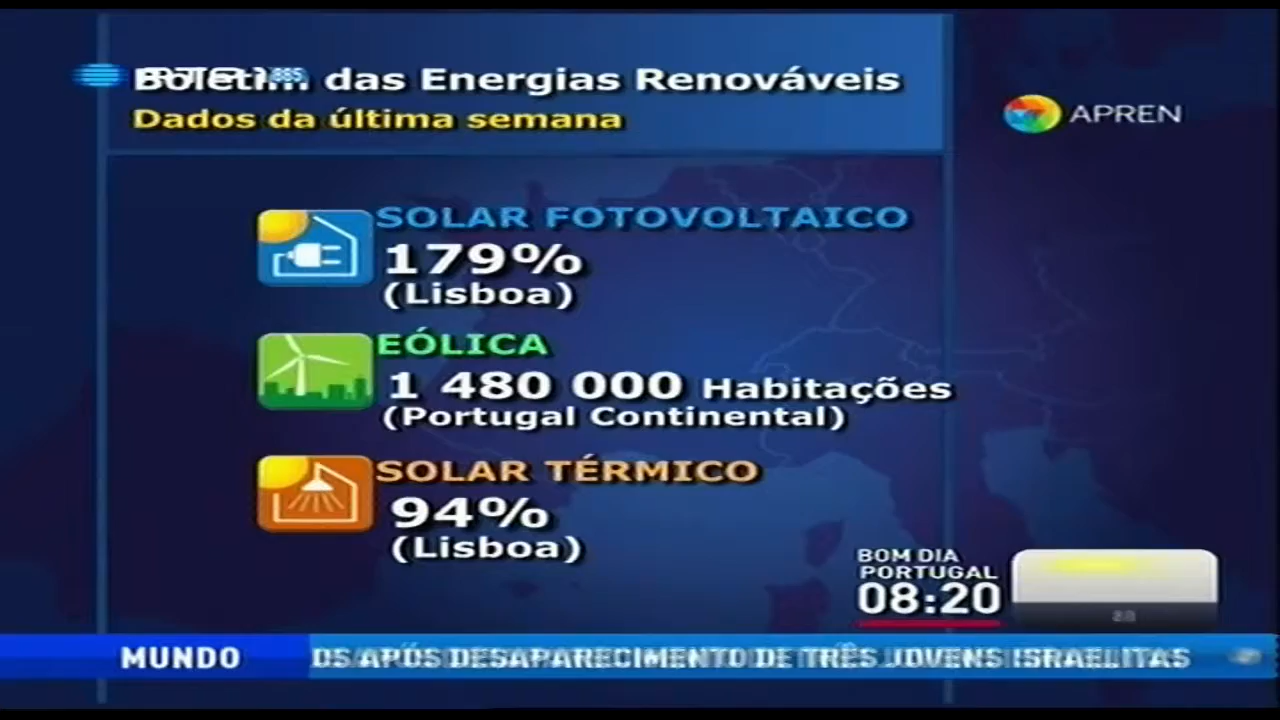 Boletim das Energias Renováveis
Dados da última semana
APREN
SOLAR FOTOVOLTAICO
179%
(Lisboa)
EÓLICA
1 480 000 Habitações
(Portugal Continental)
SOLAR TÉRMICO
94%
(Lisboa)
BOM DIA
PORTUGAL
08:20
MUNDO
OS APÓS DESAPARECIMENTO DE TRÊS JOVENS ISRAELITAS